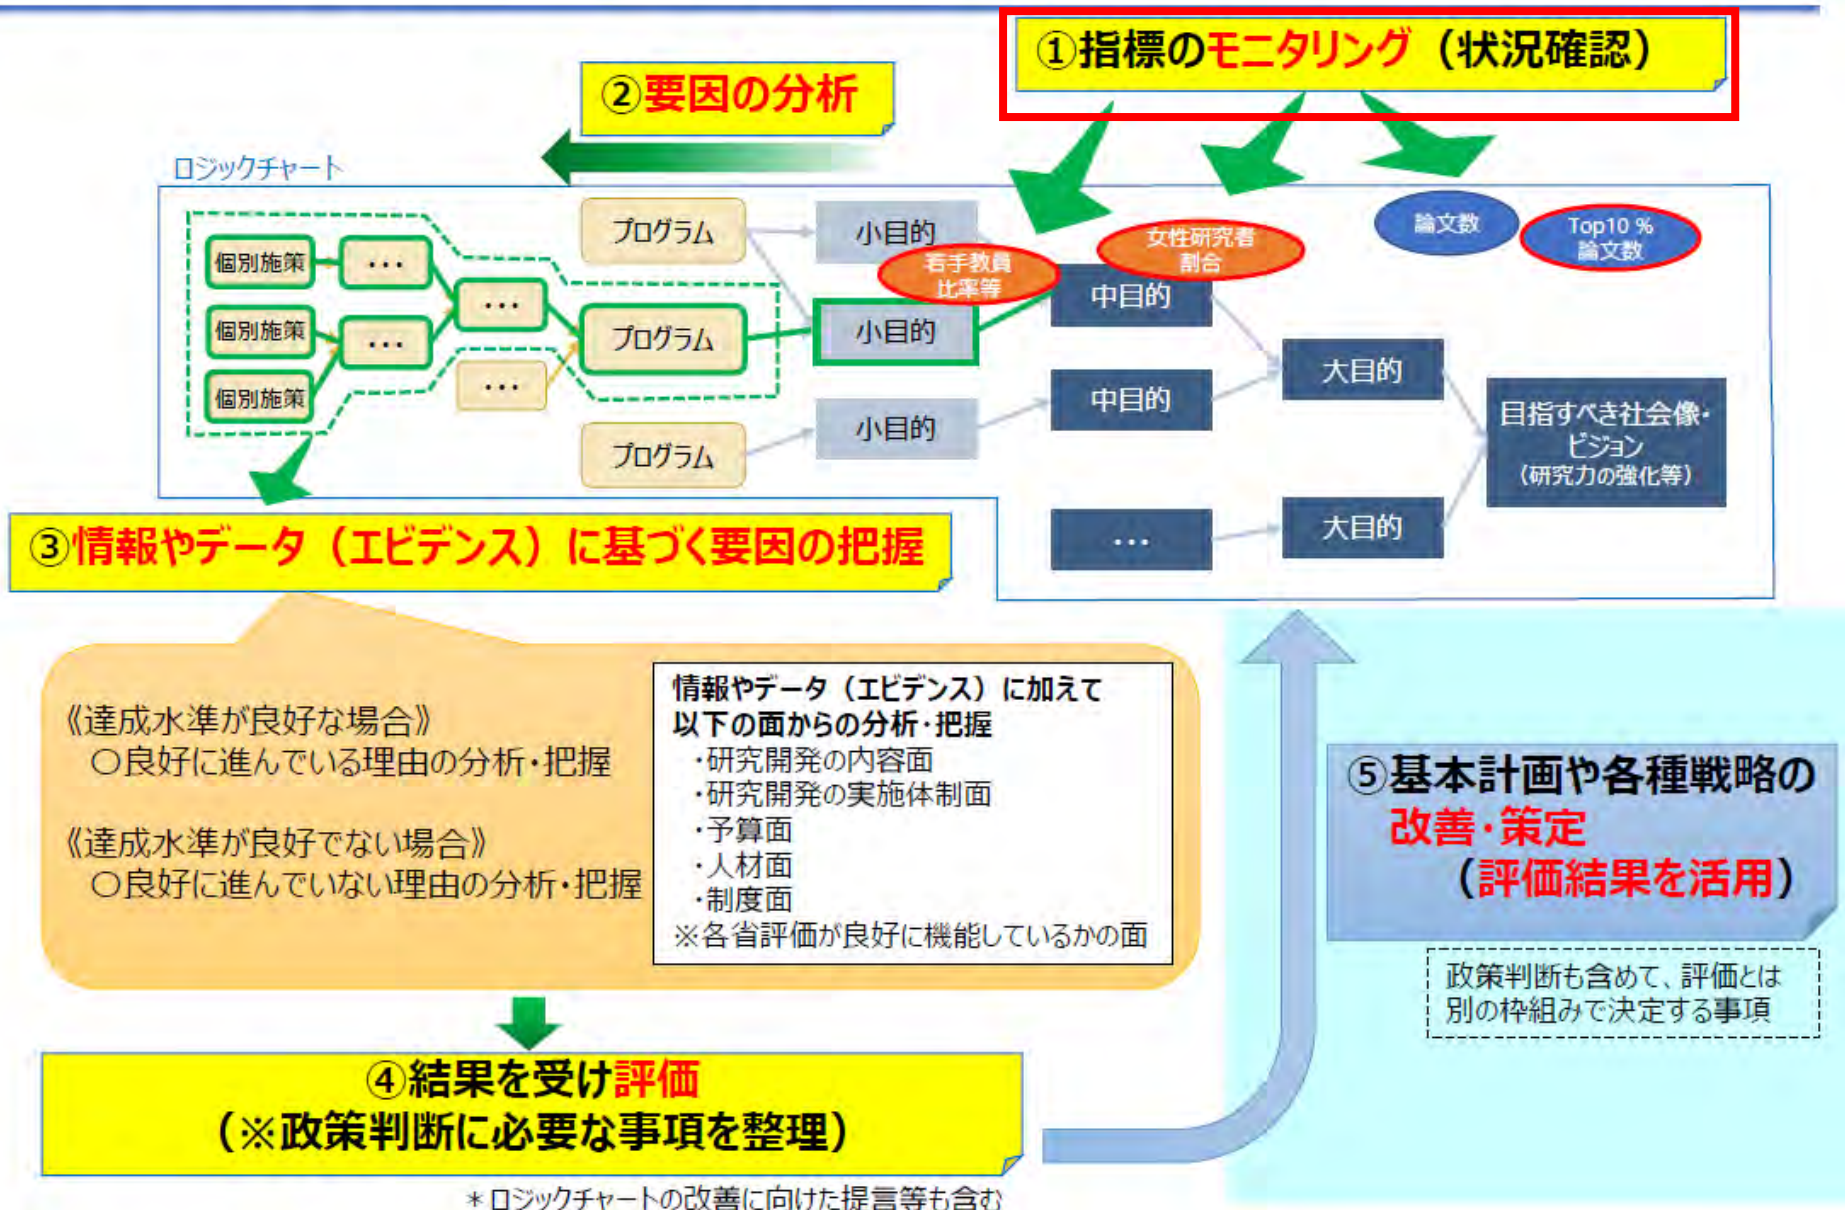 ①指標のモニタリング（状況確認）
②要因の分析
ロジックチャート
プログラム
小目的
論文数
Top10 %
論文数
女性研究者
割合
若手教員
比率等
個別施策
・・・
中目的
・・・
個別施策
・・・
プログラム
小目的
大目的
個別施策
・・・
中目的
目指すべき社会像・
ビジョン
（研究力の強化等）
プログラム
小目的
・・・
大目的
③情報やデータ（エビデンス）に基づく要因の把握
《達成水準が良好な場合》
〇良好に進んでいる理由の分析・把握
《達成水準が良好でない場合》
〇良好に進んでいない理由の分析・把握
情報やデータ（エビデンス）に加えて
以下の面からの分析・把握
・研究開発の内容面
・研究開発の実施体制面
・予算面
・人材面
・制度面
※各省評価が良好に機能しているかの面
⑤基本計画や各種戦略の
改善・策定
（評価結果を活用）
政策判断も含めて、評価とは
別の枠組みで決定する事項
④結果を受け評価
（※政策判断に必要な事項を整理）
＊ロジックチャートの改善に向けた提言等も含む